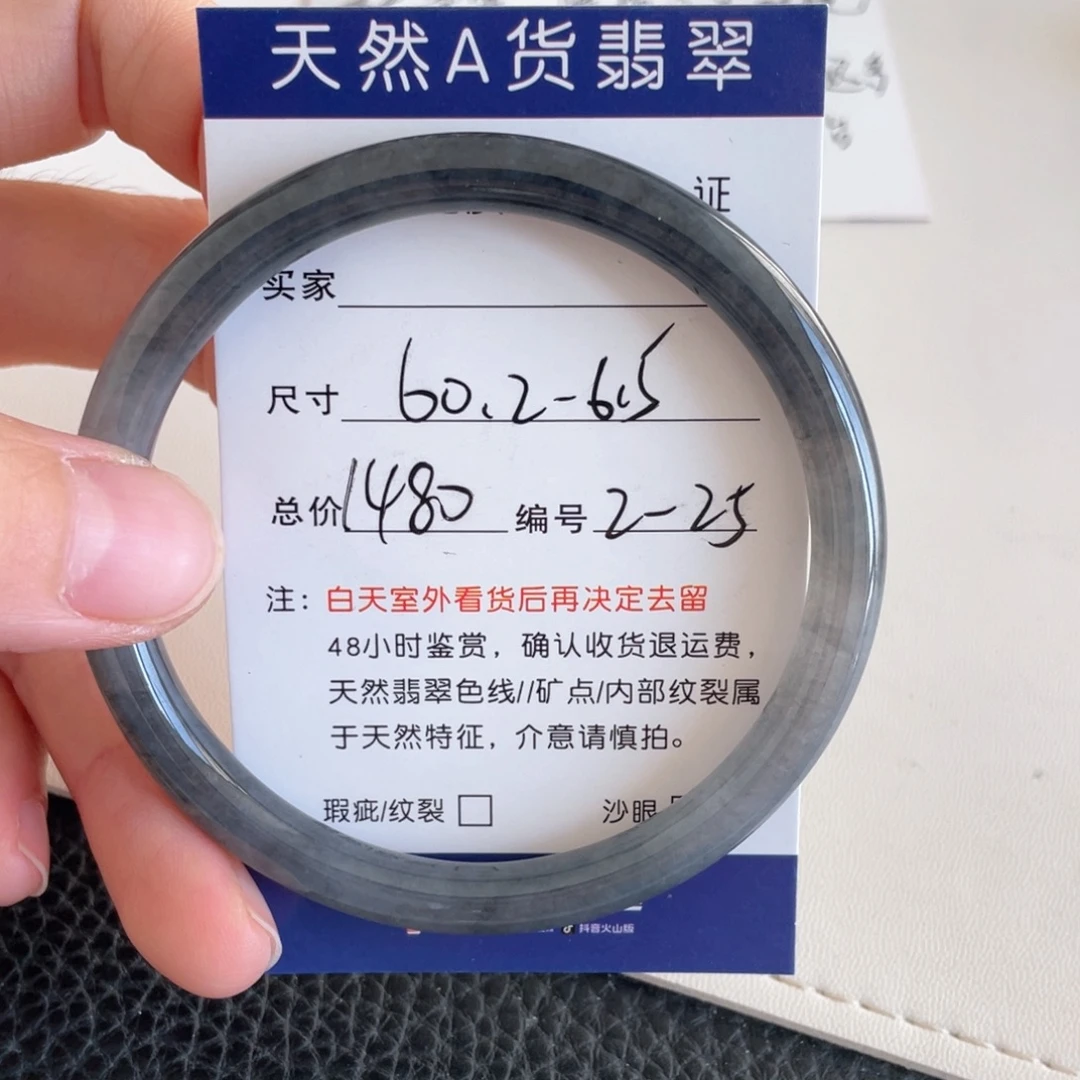 天然A货翡翠
证
买家
尺寸 60.2-6.5
总价 1480 编号 2-25
注：白天室外看货后再决定去留
48小时鉴赏，确认收货退运费，
天然翡翠色线//矿点/内部纹裂属
于天然特征，介意请慎拍。
瑕疵/纹裂 沙眼
抖音火山版